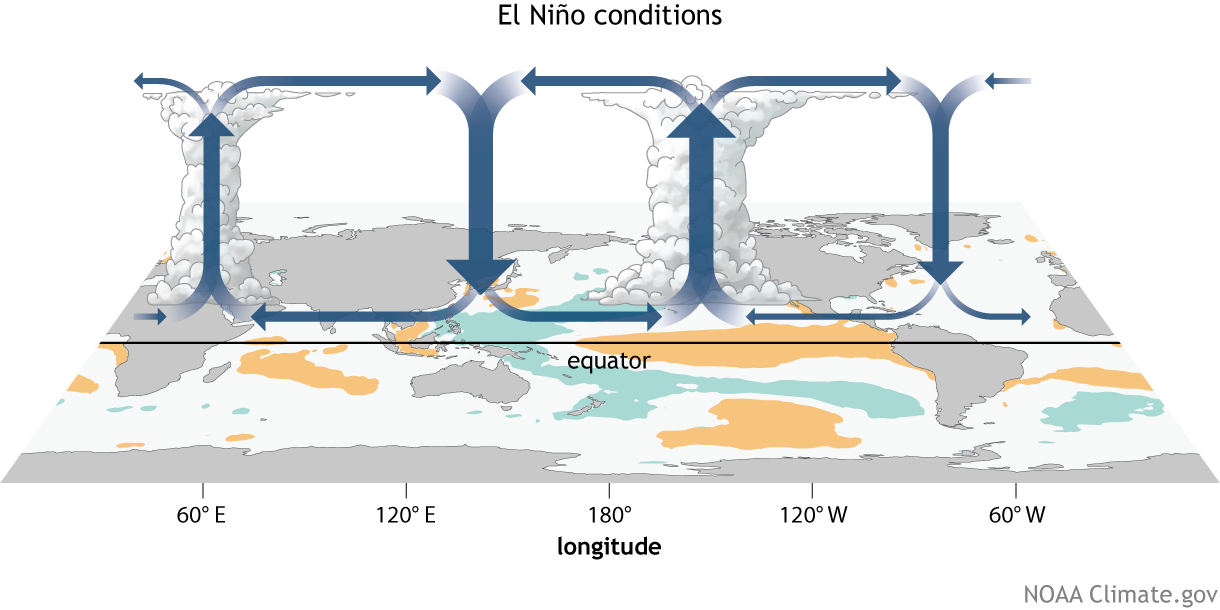 El Niño conditions
equator
60° E 120° E 180° 120° W 60° W
longitude
NOAA Climate.gov